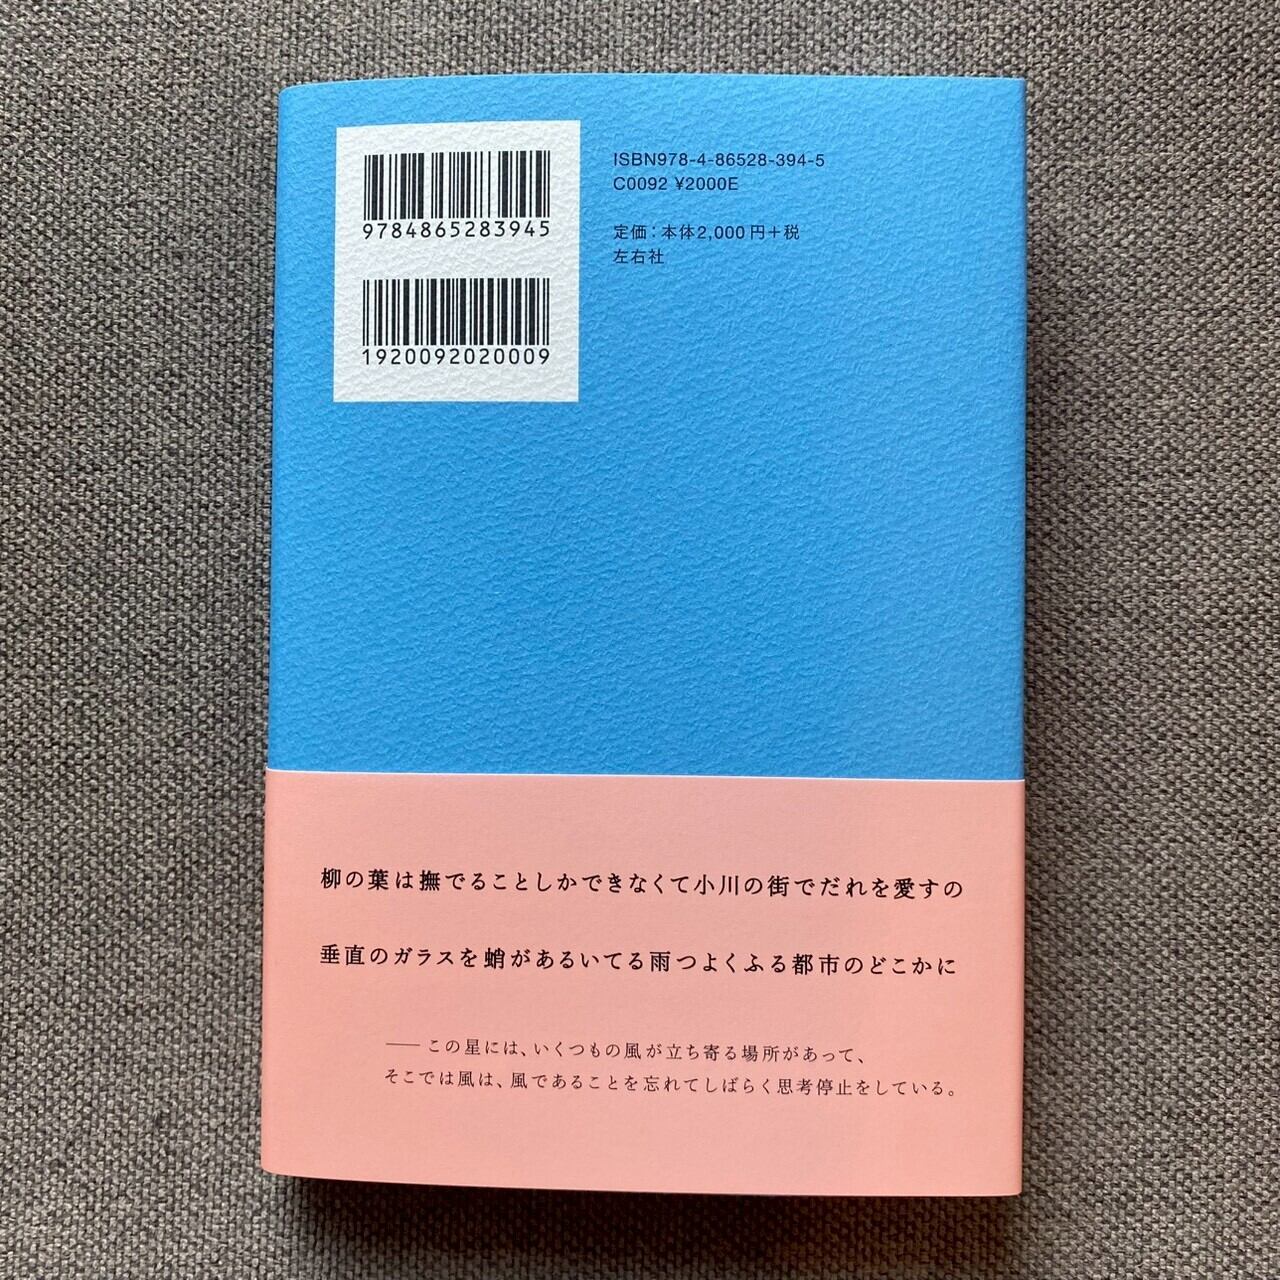 9784865283945
1920092020009
ISBN978-4-86528-394-5
C0092 ¥2000E
定価：本体2,000円＋税
左右社
柳の葉は撫でることしかできなくて小川の街でだれを愛すの
垂直のガラスを蛸があるいてる雨つよくふる都市のどこかに
――この星には、いくつもの風が立ち寄る場所があって、
そこでは風は、風であることを忘れてしばらく思考停止をしている。